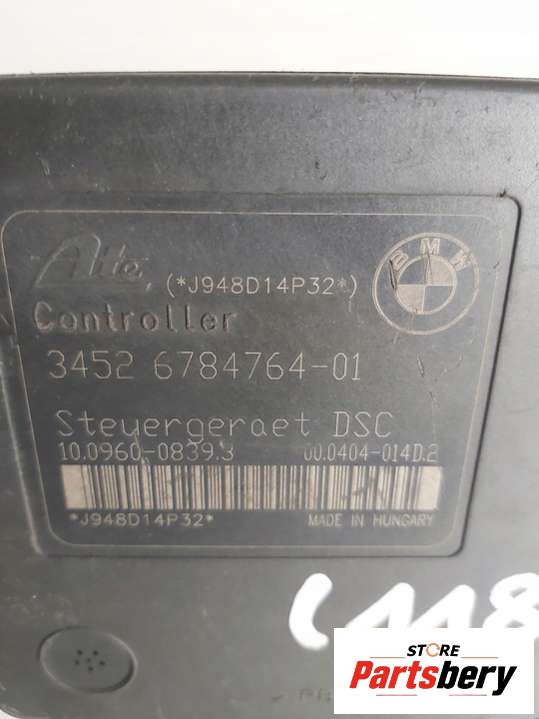 Ate (*J948D14P32*)
BMW
Controller
3452 6784764-01
Steuergeraet DSC
10.0960-0839.3 00.0404-014D.2
*J948D14P32* MADE IN HUNGARY
118
STORE
Partsbery